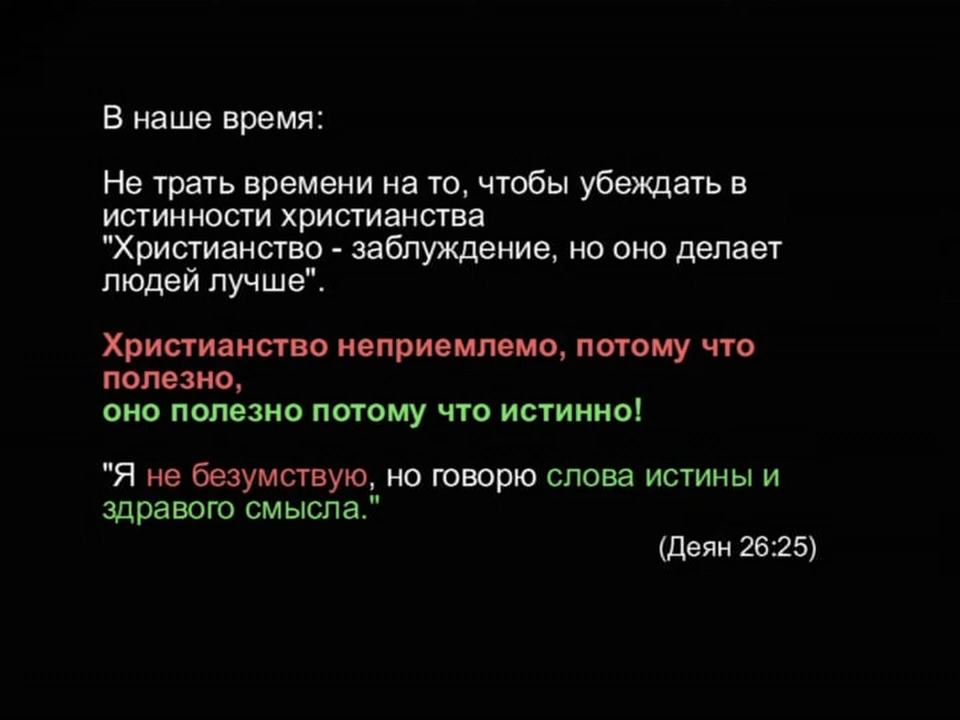 В наше время:
Не трать времени на то, чтобы убеждать в
истинности христианства
"Христианство - заблуждение, но оно делает
людей лучше".
Христианство неприемлемо, потому что
полезно,
оно полезно потому что истинно!
"Я не безумствую, но говорю слова истины и
здравого смысла."
(Деян 26:25)